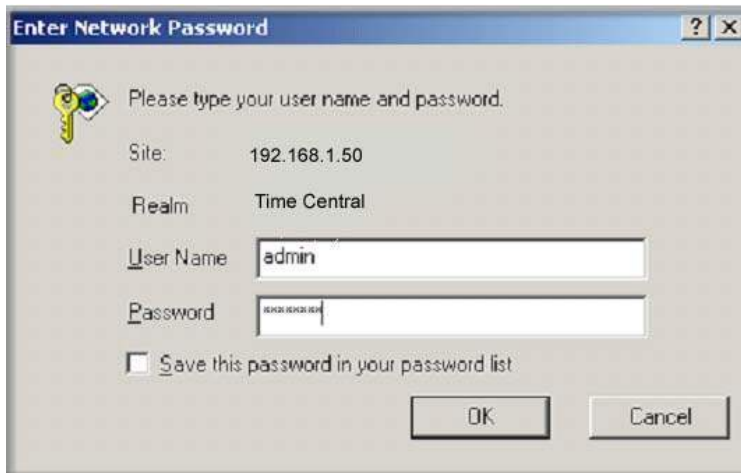 Enter Network Password
Please type your user name and password.
Site: 192.168.1.50
Realm Time Central
User Name admin
Password ********
Save this password in your password list
OK Cancel